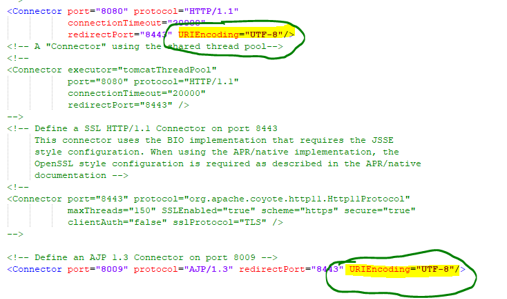 <Connector port="8080" protocol="HTTP/1.1"
connectionTimeout="20000"
redirectPort="8443" URIEncoding="UTF-8"/>
<!-- A "Connector" using the shared thread pool-->
<!--
<Connector executor="tomcatThreadPool"
port="8080" protocol="HTTP/1.1"
connectionTimeout="20000"
redirectPort="8443" />
-->
<!-- Define a SSL HTTP/1.1 Connector on port 8443
This connector uses the BIO implementation that requires the JSSE
style configuration. When using the APR/native implementation, the
OpenSSL style configuration is required as described in the APR/native
documentation -->
<!--
<Connector port="8443" protocol="org.apache.coyote.http11.Http11Protocol"
maxThreads="150" SSLEnabled="true" scheme="https" secure="true"
clientAuth="false" sslProtocol="TLS" />
-->
<!-- Define an AJP 1.3 Connector on port 8009 -->
<Connector port="8009" protocol="AJP/1.3" redirectPort="8443" URIEncoding="UTF-8"/>